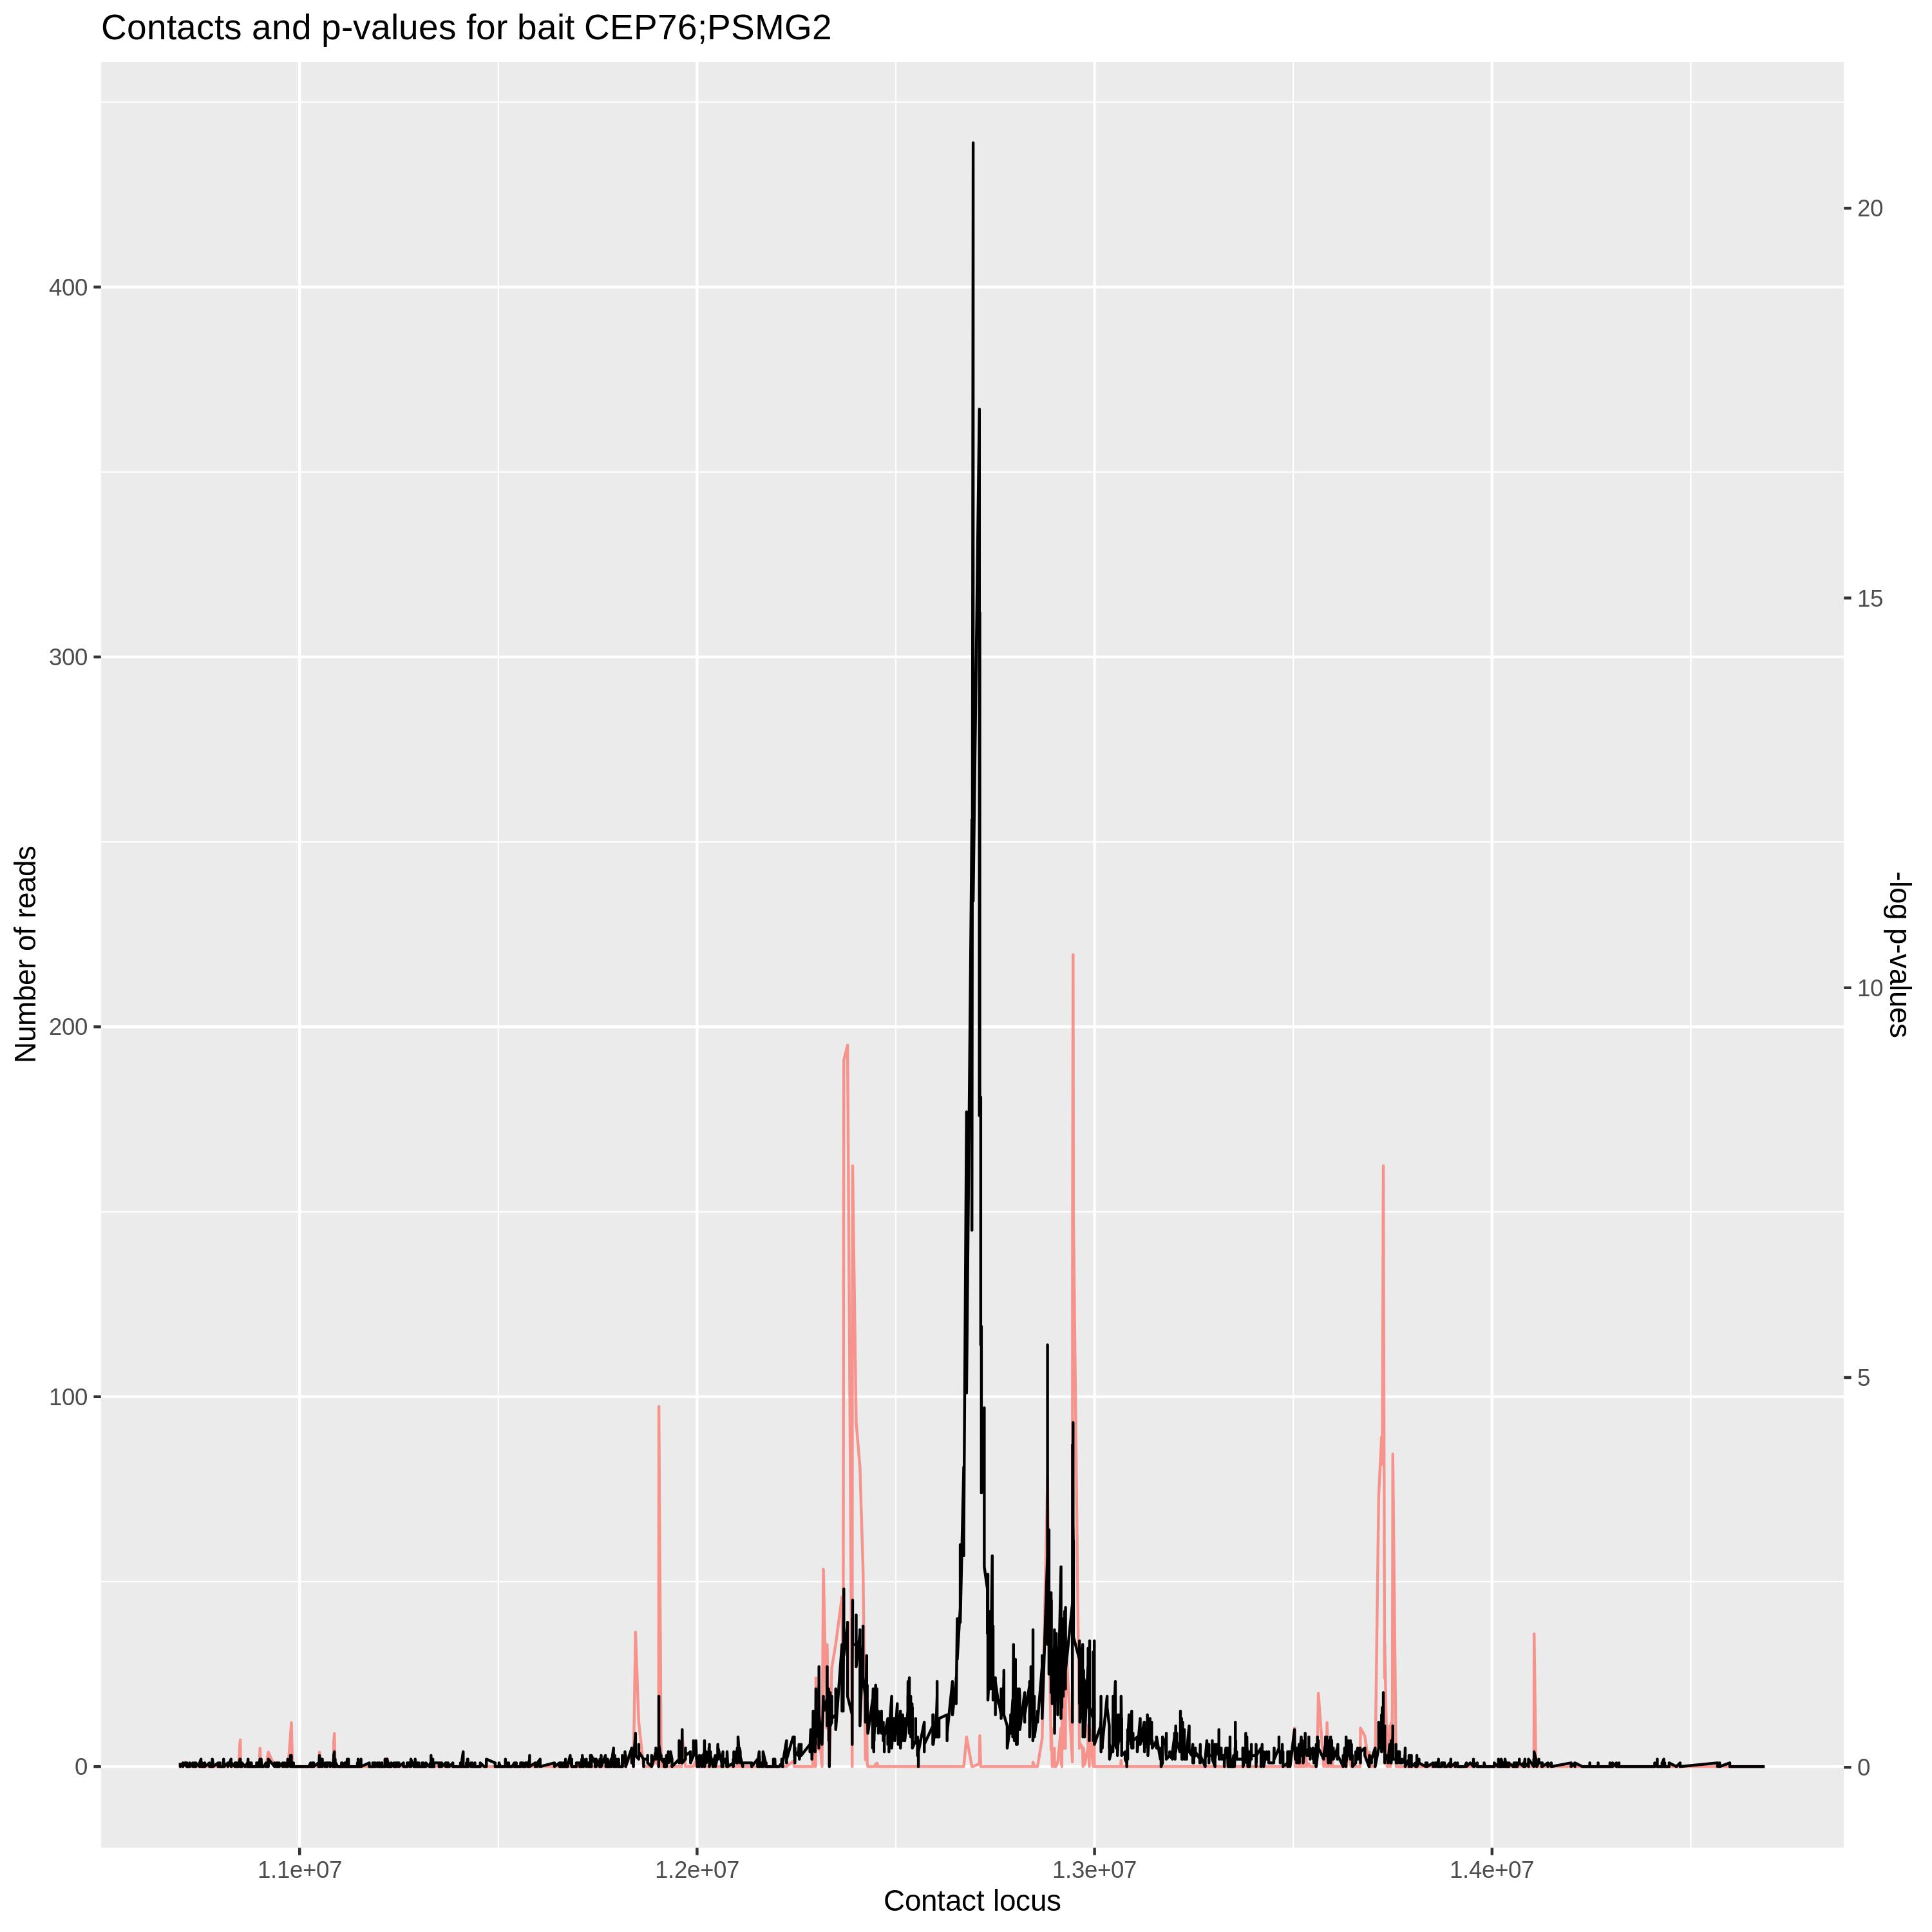 Contacts and p-values for bait CEP76;PSMG2
Number of reads
400
300
200
100
0
20
15
10
5
0
-log p-values
1.1e+07
1.2e+07
1.3e+07
1.4e+07
Contact locus